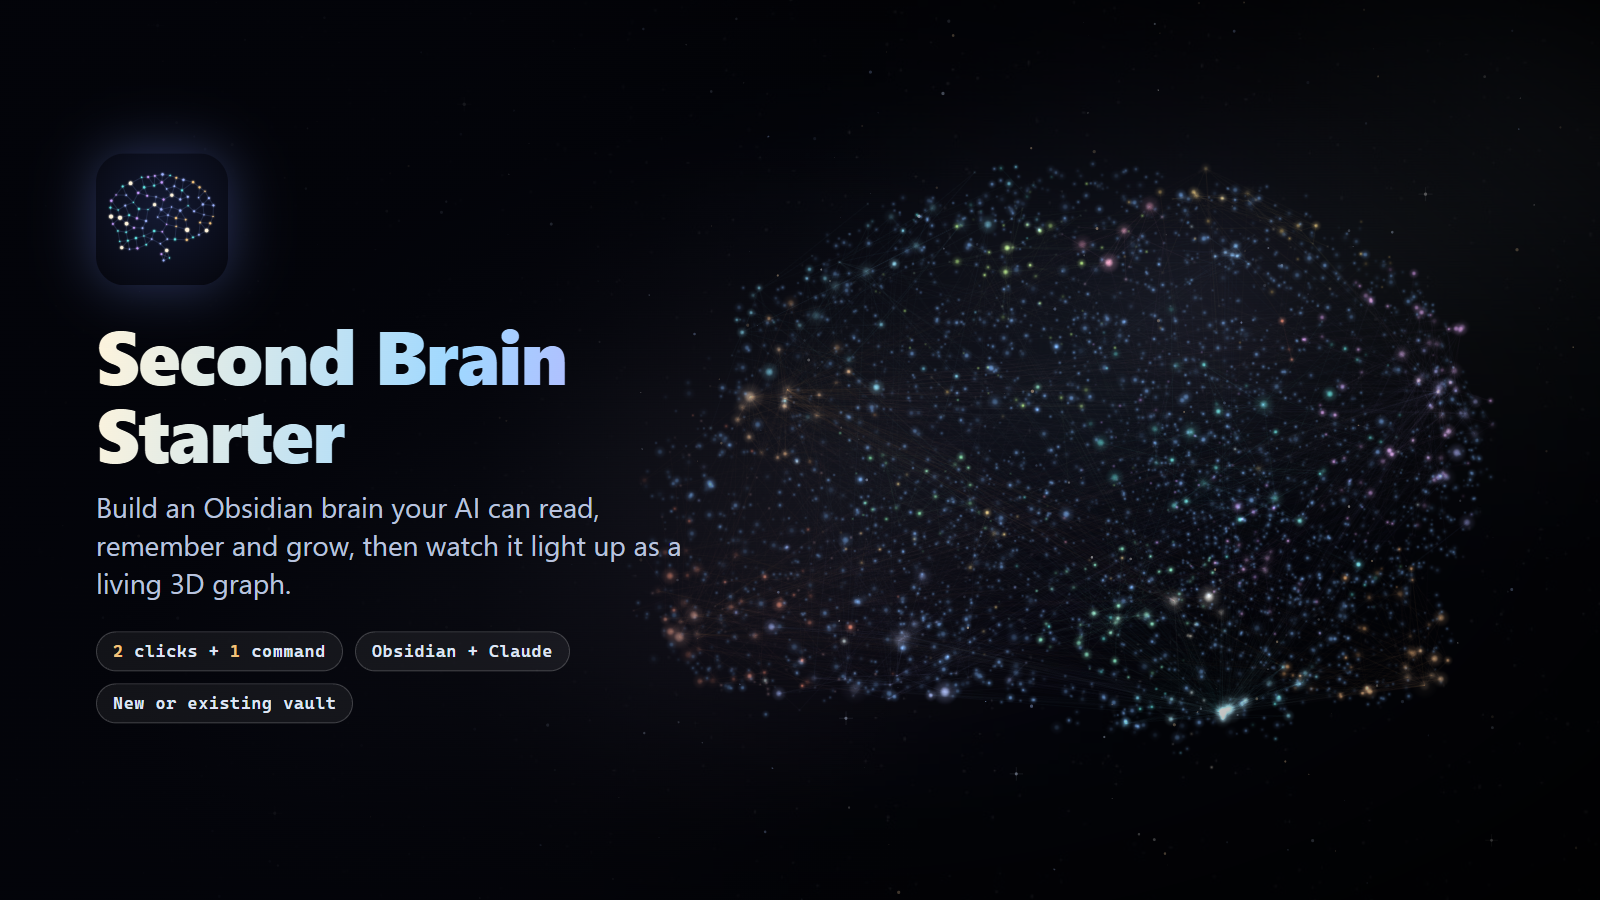 Second Brain
Starter
Build an Obsidian brain your AI can read,
remember and grow, then watch it light up as a
living 3D graph.
2 clicks + 1 command
Obsidian + Claude
New or existing vault